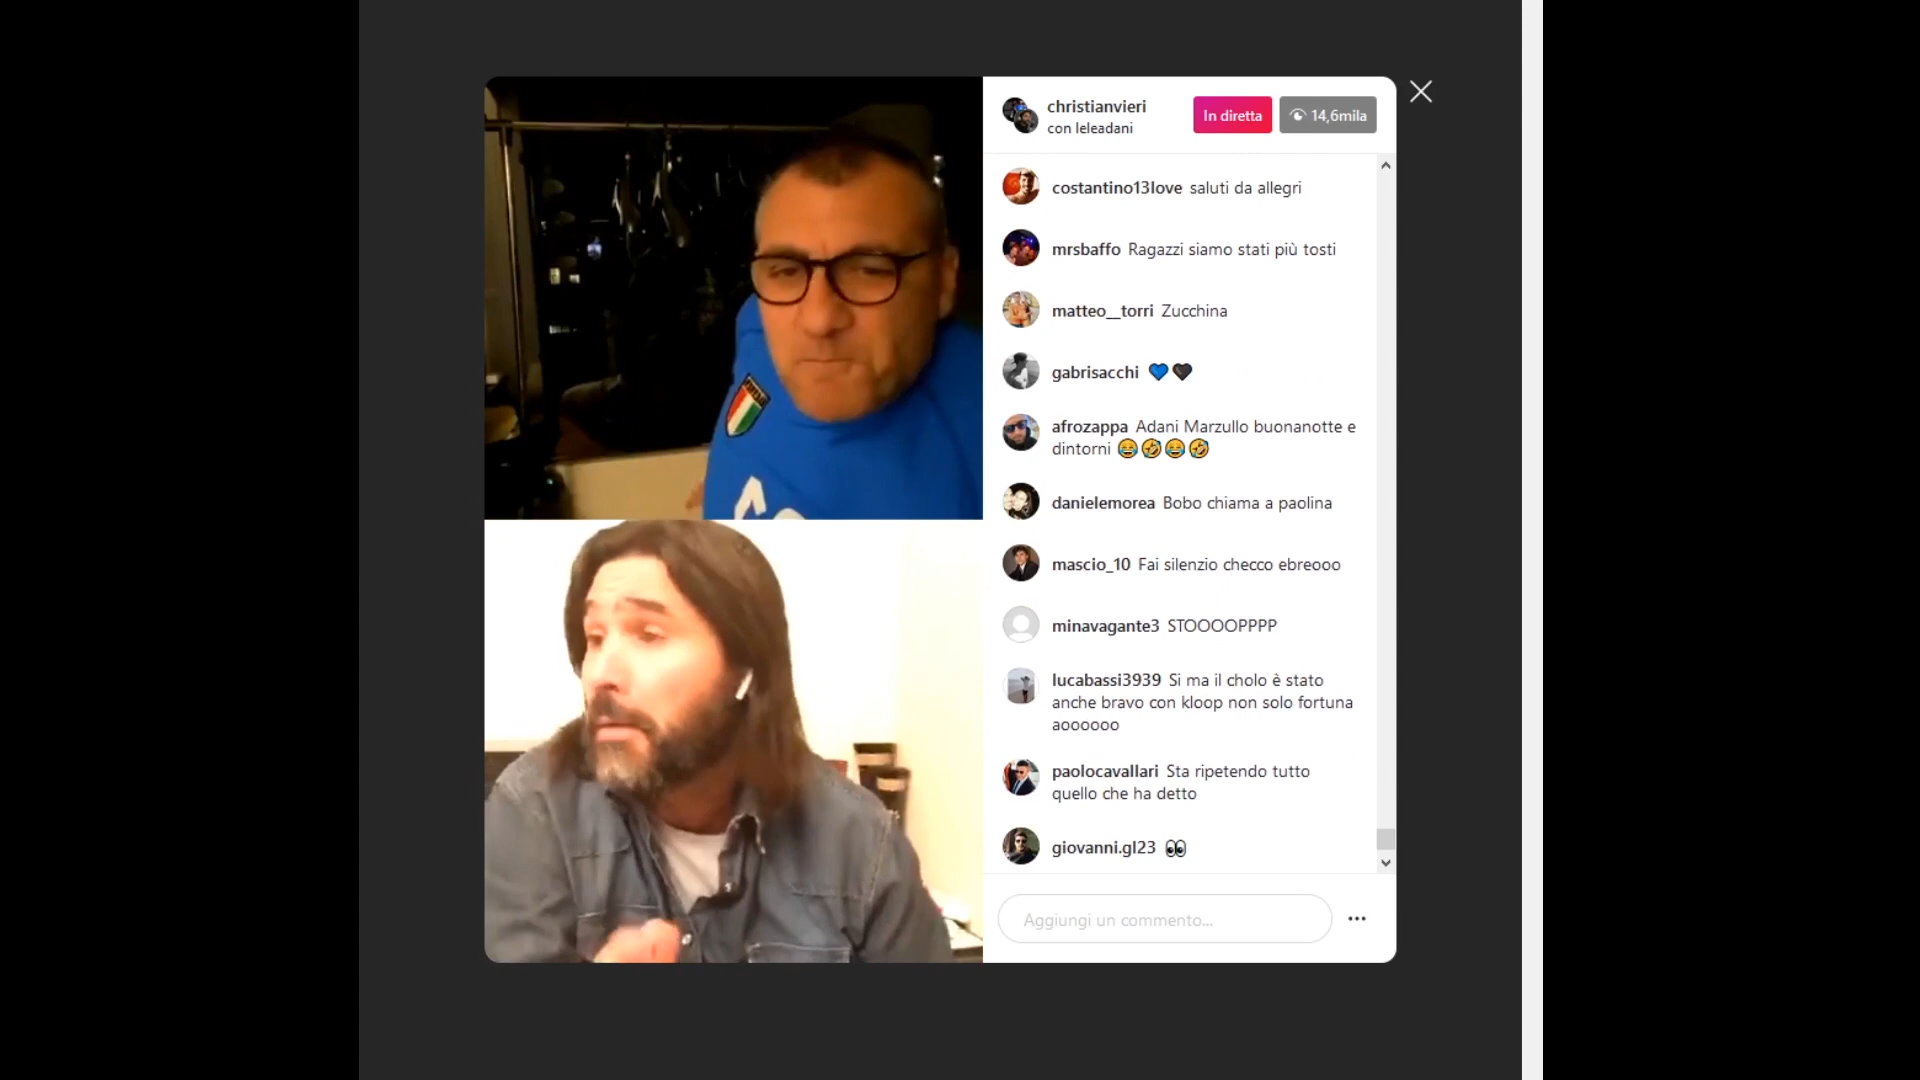 christianvieri
con leleadani
In diretta
14,6mila
costantino13love saluti da allegri
mrsbaffo Ragazzi siamo stati più tosti
matteo__torri Zucchina
gabrisacchi 💙🖤
afrozappa Adani Marzullo buonanotte e
dintorni 😂🤣😂🤣
danielemorea Bobo chiama a paolina
mascio_10 Fai silenzio checco ebreooo
minavagante3 STOOOOPPPP
lucabassi3939 Si ma il cholo è stato
anche bravo con kloop non solo fortuna
aoooooo
paolocavallari Sta ripetendo tutto
quello che ha detto
giovanni.gl23 👀
Aggiungi un commento...